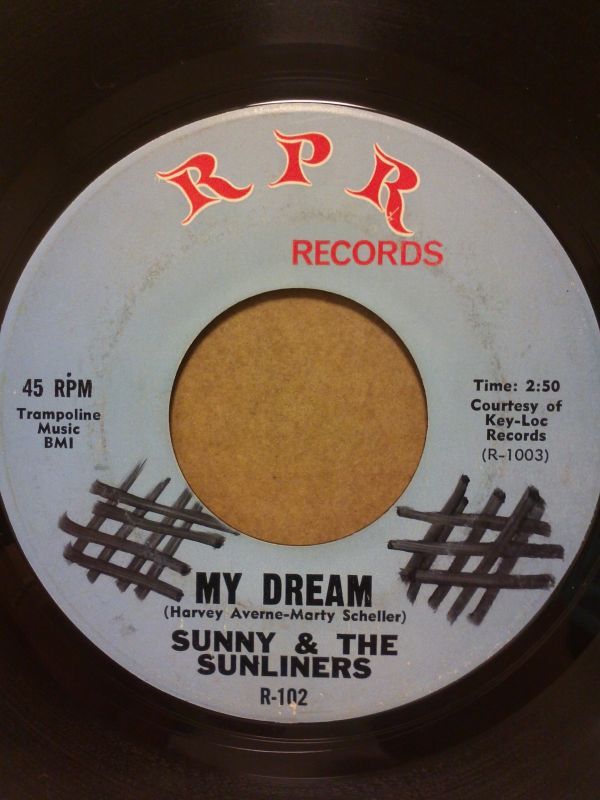 RPR
RECORDS
45 RPM
Trampoline
Music
BMI
Time: 2:50
Courtesy of
Key-Loc
Records
(R-1003)
MY DREAM
(Harvey Averne-Marty Scheller)
SUNNY & THE
SUNLINERS
R-102